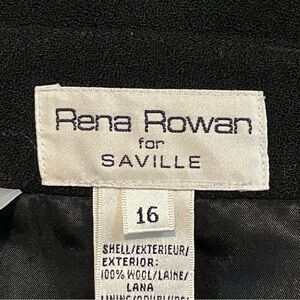 Rena Rowan
for
SAVILLE
16
SHELL/EXTERIEUR/
EXTERIOR:
100% WOOL/LAINE/
LANA